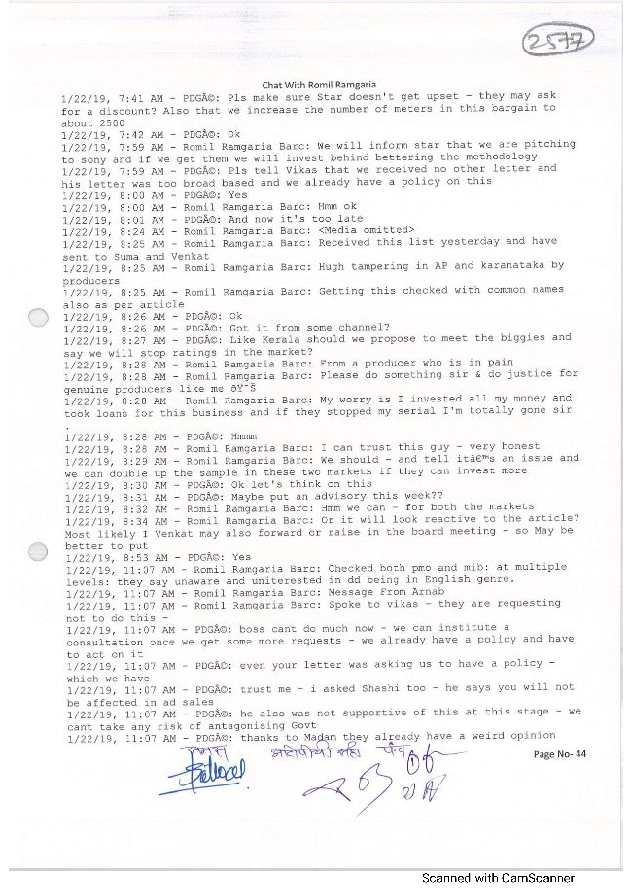 2577
Chat With Romil Ramgaria
1/22/19, 7:41 AM - PDGÂ©: Pls make sure Star doesn't get upset - they may ask
for a discount? Also that we increase the number of meters in this bargain to
about 2500
1/22/19, 7:42 AM - PDGÂ©: Ok
1/22/19, 7:59 AM - Romil Ramgaria Barc: We will inform star that we are pitching
to sony and if we get them we will invest behind bettering the methodology
1/22/19, 7:59 AM - PDGÂ©: Pls tell Vikas that we received no other letter and
his letter was too broad based and we already have a policy on this
1/22/19, 8:00 AM - PDGÂ©: Yes
1/22/19, 8:00 AM - Romil Ramgaria Barc: Hmm ok
1/22/19, 8:01 AM - PDGÂ©: And now it's too late
1/22/19, 8:24 AM - Romil Ramgaria Barc: <Media omitted>
1/22/19, 8:25 AM - Romil Ramgaria Barc: Received this list yesterday and have
sent to Suma and Venkat
1/22/19, 8:25 AM - Romil Ramgaria Barc: Hugh tampering in AP and karanataka by
producers
1/22/19, 8:25 AM - Romil Ramgaria Barc: Getting this checked with common names
also as per article
1/22/19, 8:26 AM - PDGÂ©: Ok
1/22/19, 8:26 AM - PDGÂ©: Got it from some channel?
1/22/19, 8:27 AM - PDGÂ©: Like Kerala should we propose to meet the biggies and
say we will stop ratings in the market?
1/22/19, 8:28 AM - Romil Ramgaria Barc: From a producer who is in pain
1/22/19, 8:28 AM - Romil Ramgaria Barc: Please do something sir & do justice for
genuine producers like me
1/22/19, 8:28 AM - Romil Ramgaria Barc: My worry is I invested all my money and
took loans for this business and if they stopped my serial I'm totally gone sir
.
1/22/19, 8:28 AM - PDGÂ©: Hmmmm
1/22/19, 8:28 AM - Romil Ramgaria Barc: I can trust this guy - very honest
1/22/19, 8:29 AM - Romil Ramgaria Barc: We should - and tell itâ€™s an issue and
we can double up the sample in these two markets if they can invest more
1/22/19, 8:30 AM - PDGÂ©: Ok let's think on this
1/22/19, 8:31 AM - PDGÂ©: Maybe put an advisory this week??
1/22/19, 8:32 AM - Romil Ramgaria Barc: Hmm we can - for both the markets
1/22/19, 8:34 AM - Romil Ramgaria Barc: Or it will look reactive to the article?
Most likely I Venkat may also forward or raise in the board meeting - so May be
better to put
1/22/19, 8:53 AM - PDGÂ©: Yes
1/22/19, 11:07 AM - Romil Ramgaria Barc: Checked both pmo and mib: at multiple
levels: they say unaware and uniterested in dd being in English genre.
1/22/19, 11:07 AM - Romil Ramgaria Barc: Message From Arnab
1/22/19, 11:07 AM - Romil Ramgaria Barc: Spoke to vikas - they are requesting
not to do this -
1/22/19, 11:07 AM - PDGÂ©: boss cant do much now - we can institute a
consultation once we get some more requests - we already have a policy and have
to act on it
1/22/19, 11:07 AM - PDGÂ©: even your letter was asking us to have a policy -
which we have
1/22/19, 11:07 AM - PDGÂ©: trust me - i asked Shashi too - he says you will not
be affected in ad sales
1/22/19, 11:07 AM - PDGÂ©: he also was not supportive of this at this stage - we
cant take any risk of antagonising Govt
1/22/19, 11:07 AM - PDGÂ©: thanks to Madan they already have a weird opinion
Page No- 44
Scanned with CamScanner